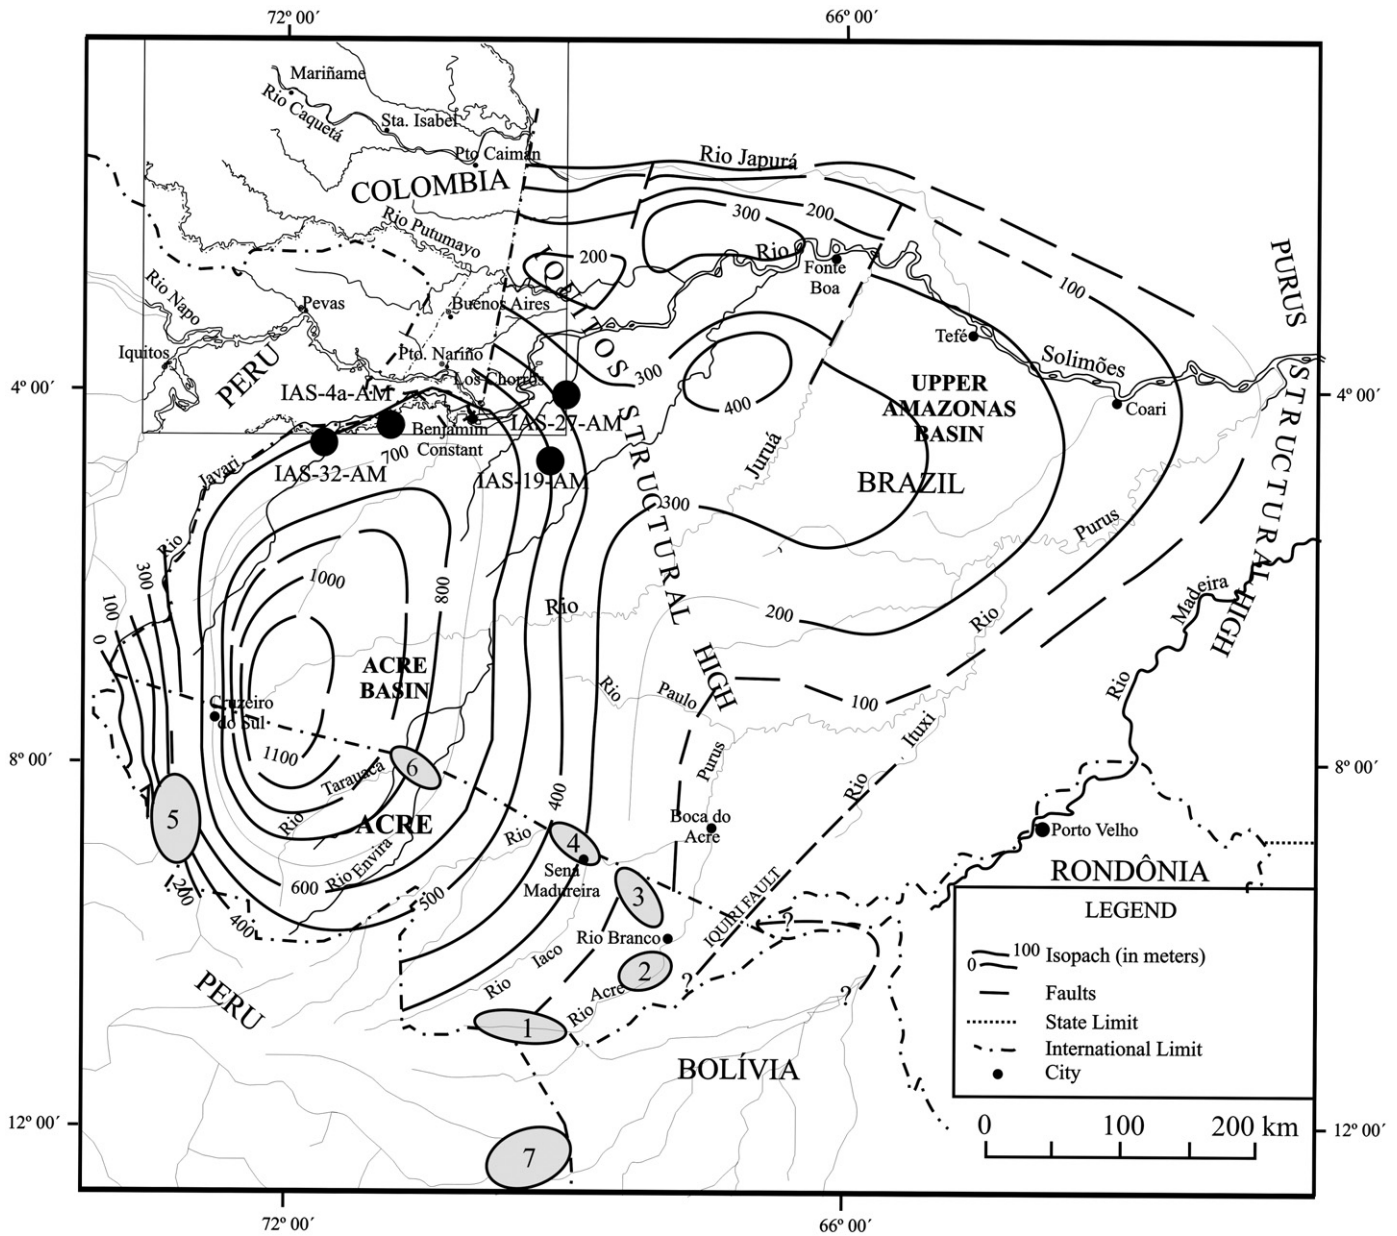 72º 00´
66º 00´
Mariñame
Rio Caquetá
Sta. Isabel
Pto Caiman
COLOMBIA
Rio Japurá
Rio Putumayo
300
200
200
Rio
Fonte
Boa
100
PURUS STRUCTURAL HIGH
IQUITOS STRUCTURAL HIGH
Rio Napo
Pevas
Buenos Aires
Iquitos
Pto. Nariño
Los Chorros
PERU
Tefé
Solimões
Coari
4º 00´
4º 00´
IAS-4a-AM
IAS-27-AM
Benjamin
Constant
300
400
UPPER
AMAZONAS
BASIN
BRAZIL
700
IAS-32-AM
IAS-19-AM
Javari
Rio
Juruá
300
Purus
300
100
0
1000
800
Rio
200
Rio
Madeira
Rio
ACRE
BASIN
Rio
Paulo
100
Cruzeiro
do Sul
1100
Tarauacá
Rio
6
Purus
Ituxi
Rio
8º 00´
8º 00´
5
ACRE
400
Rio
4
Sena
Madureira
Boca do
Acre
Porto Velho
RONDÔNIA
Rio Envira
600
500
200
400
3
IQUIRI FAULT
?
Rio Branco
2
?
?
Iaco
Rio
Acre
Rio
1
PERU
BOLÍVIA
7
LEGEND
100
0
Isopach (in meters)
Faults
State Limit
International Limit
City
0 100 200 km
12º 00´
12º 00´
72º 00´
66º 00´